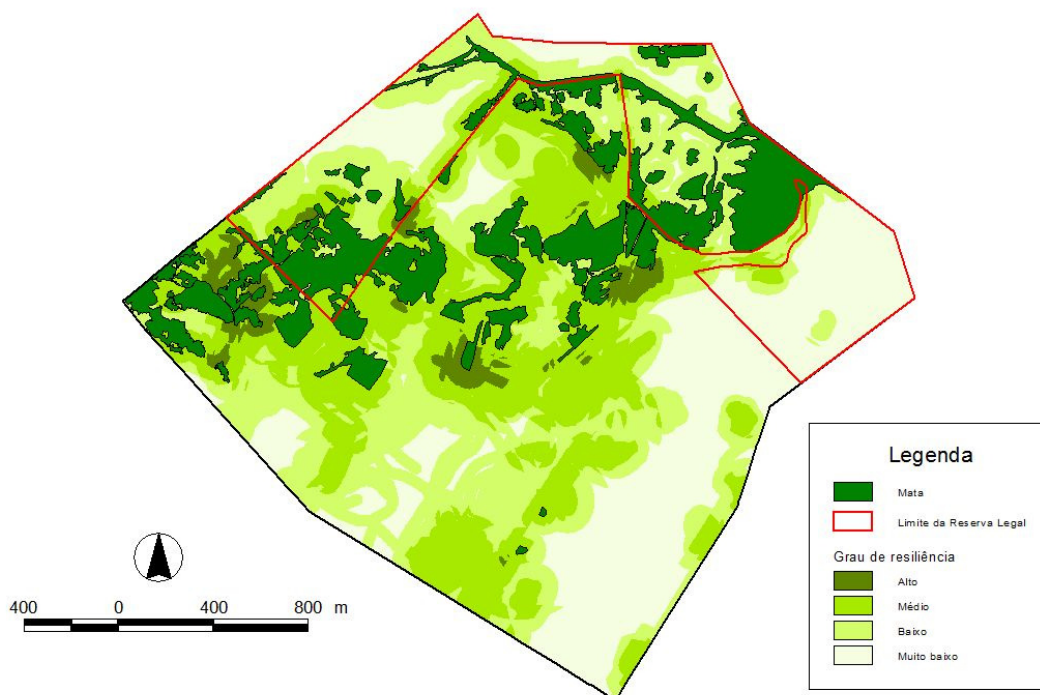 400 0 400 800 m
Legenda
Mata
Limite da Reserva Legal
Grau de resiliência
Alto
Médio
Baixo
Muito baixo